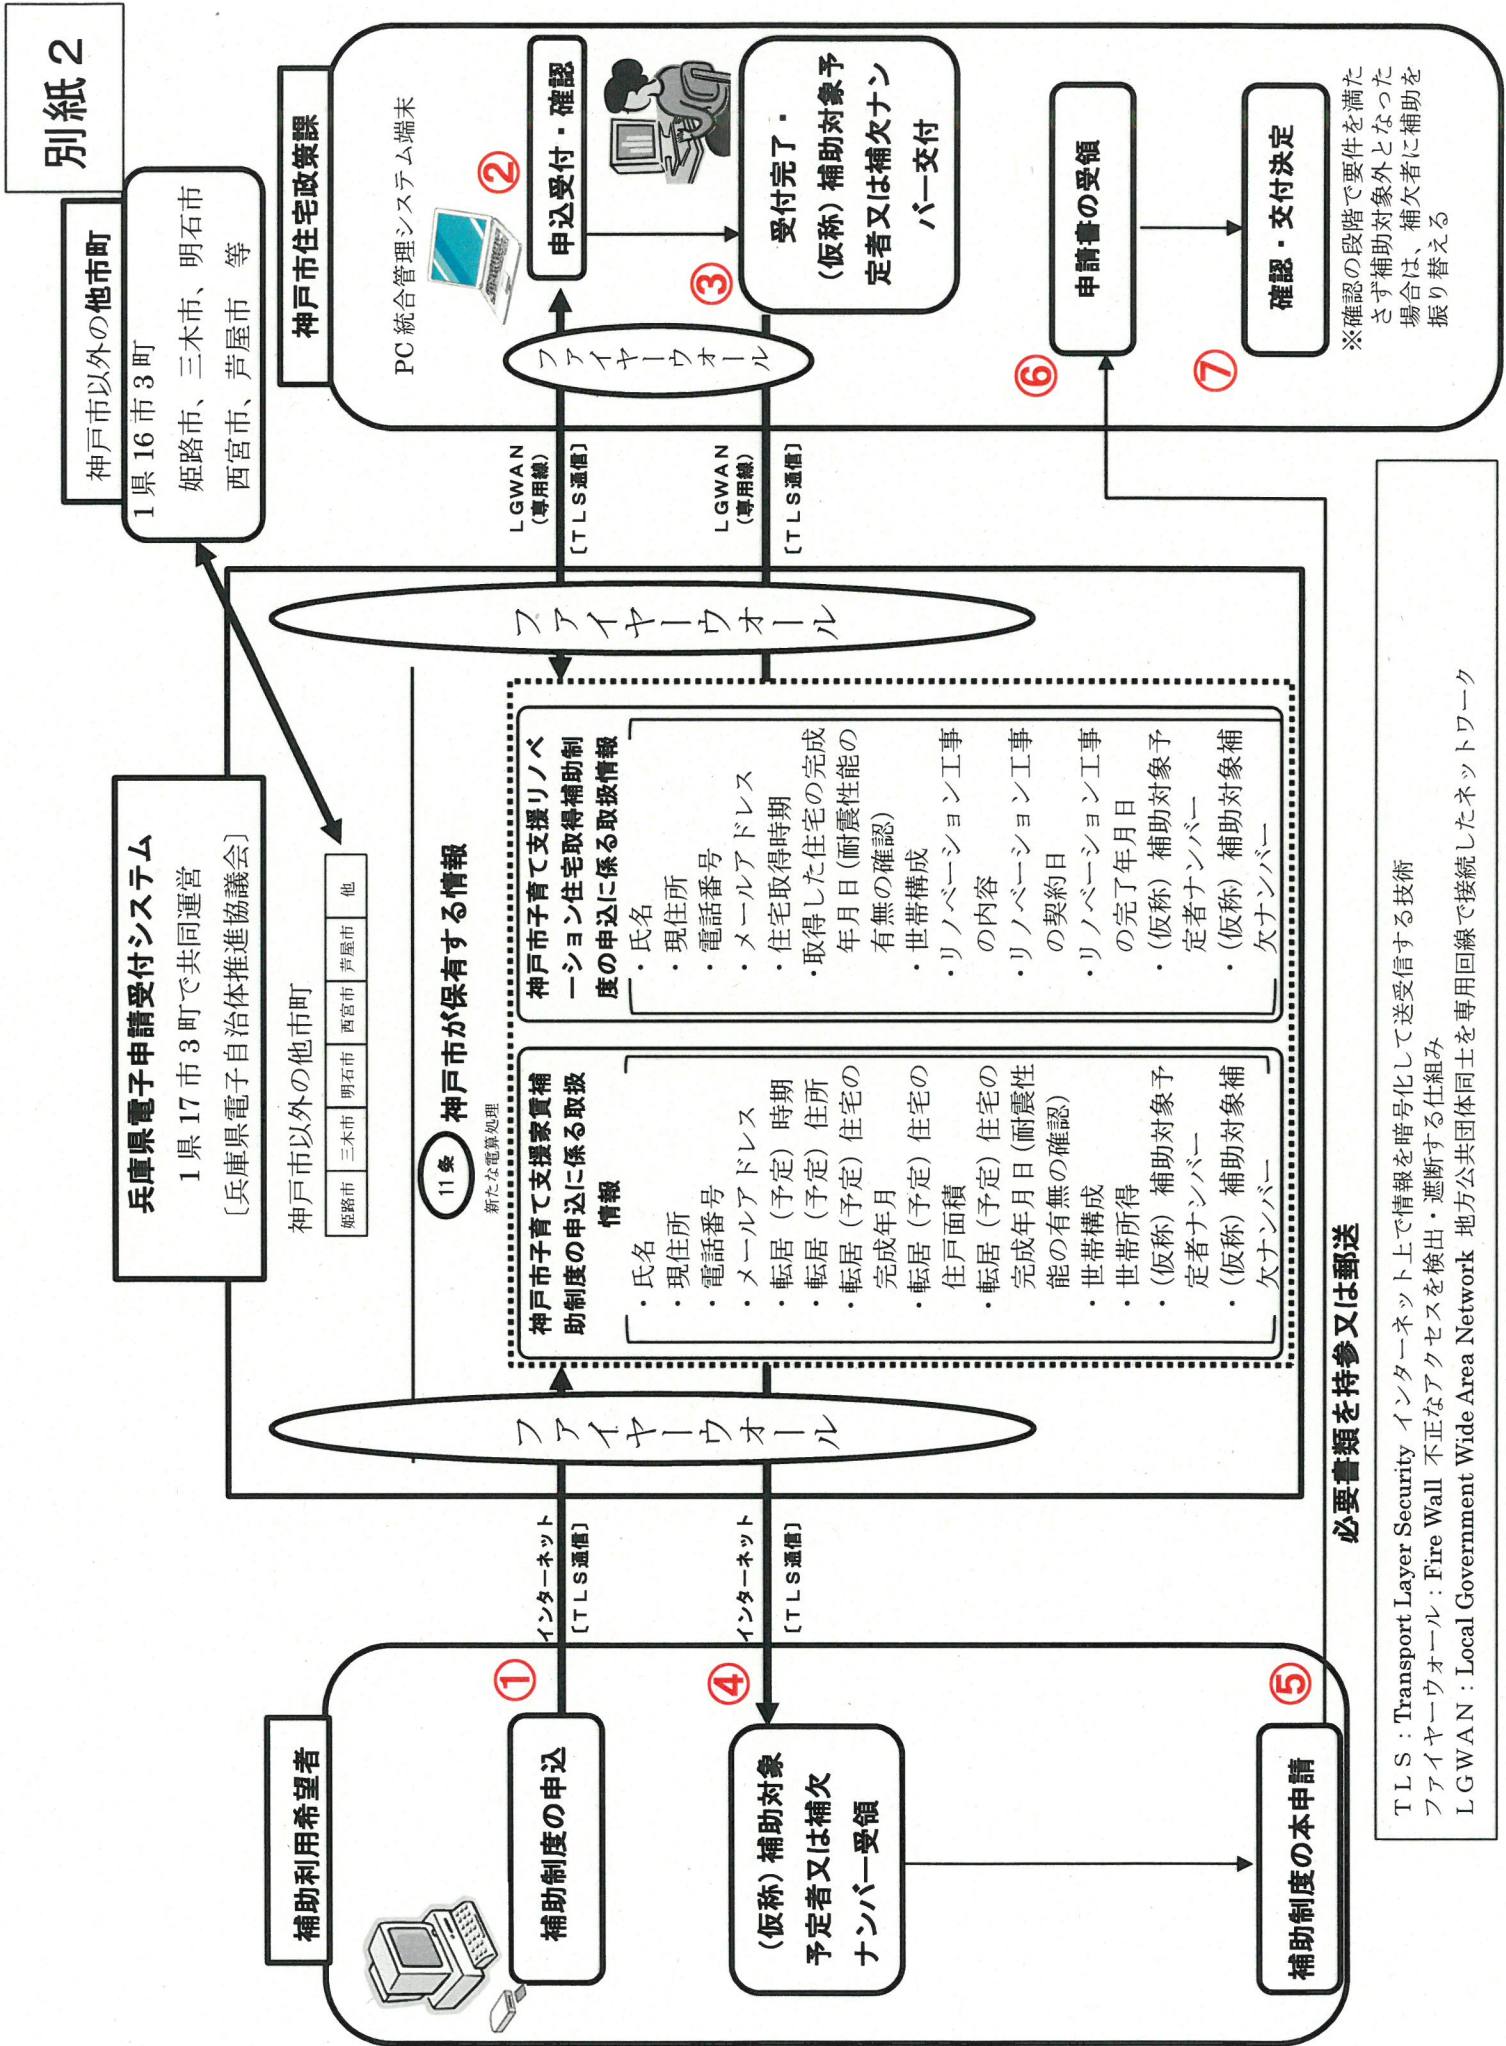 別紙２
兵庫県電子申請受付システム
1県17市3町で共同運営
〔兵庫県電子自治体推進協議会〕
神戸市以外の他市町
姫路市
三木市
明石市
西宮市
芦屋市
他
神戸市以外の他市町
1県16市3町
姫路市、三木市、明石市
西宮市、芦屋市 等
補助利用希望者
①
補助制度の申込
インターネット
〔ＴＬＳ通信〕
④
(仮称)補助対象
予定者又は補欠
ナンバー受領
インターネット
〔ＴＬＳ通信〕
⑤
補助制度の本申請
必要書類を持参又は郵送
ファイヤーウォール
11条
神戸市が保有する情報
新たな電算処理
神戸市子育て支援家賃補
助制度の申込に係る取扱
情報
・氏名
・現住所
・電話番号
・メールアドレス
・転居（予定）時期
・転居（予定）住所
・転居（予定）住宅の
完成年月
・転居（予定）住宅の
住戸面積
・転居（予定）住宅の
完成年月日(耐震性
能の有無の確認)
・世帯構成
・世帯所得
・(仮称) 補助対象予
定者ナンバー
・(仮称) 補助対象補
欠ナンバー
神戸市子育て支援リノベ
ーション住宅取得補助制
度の申込に係る取扱情報
・氏名
・現住所
・電話番号
・メールアドレス
・住宅取得時期
・取得した住宅の完成
年月日(耐震性能の
有無の確認)
・世帯構成
・リノベーション工事
の内容
・リノベーション工事
の契約日
・リノベーション工事
の完了年月日
・(仮称) 補助対象予
定者ナンバー
・(仮称) 補助対象補
欠ナンバー
ファイヤーウォール
ＬＧＷＡＮ
(専用線)
〔ＴＬＳ通信〕
ＬＧＷＡＮ
(専用線)
〔ＴＬＳ通信〕
神戸市住宅政策課
PC統合管理システム端末
ファイヤーウォール
②
申込受付・確認
③
受付完了・
(仮称)補助対象予
定者又は補欠ナン
バー交付
⑥
申請書の受領
⑦
確認・交付決定
※確認の段階で要件を満た
さず補助対象外となった
場合は、補欠者に補助を
振り替える
ＴＬＳ：Transport Layer Security インターネット上で情報を暗号化して送受信する技術
ファイヤーウォール：Fire Wall 不正なアクセスを検出・遮断する仕組み
ＬＧＷＡＮ：Local Government Wide Area Network 地方公共団体同士を専用回線で接続したネットワーク